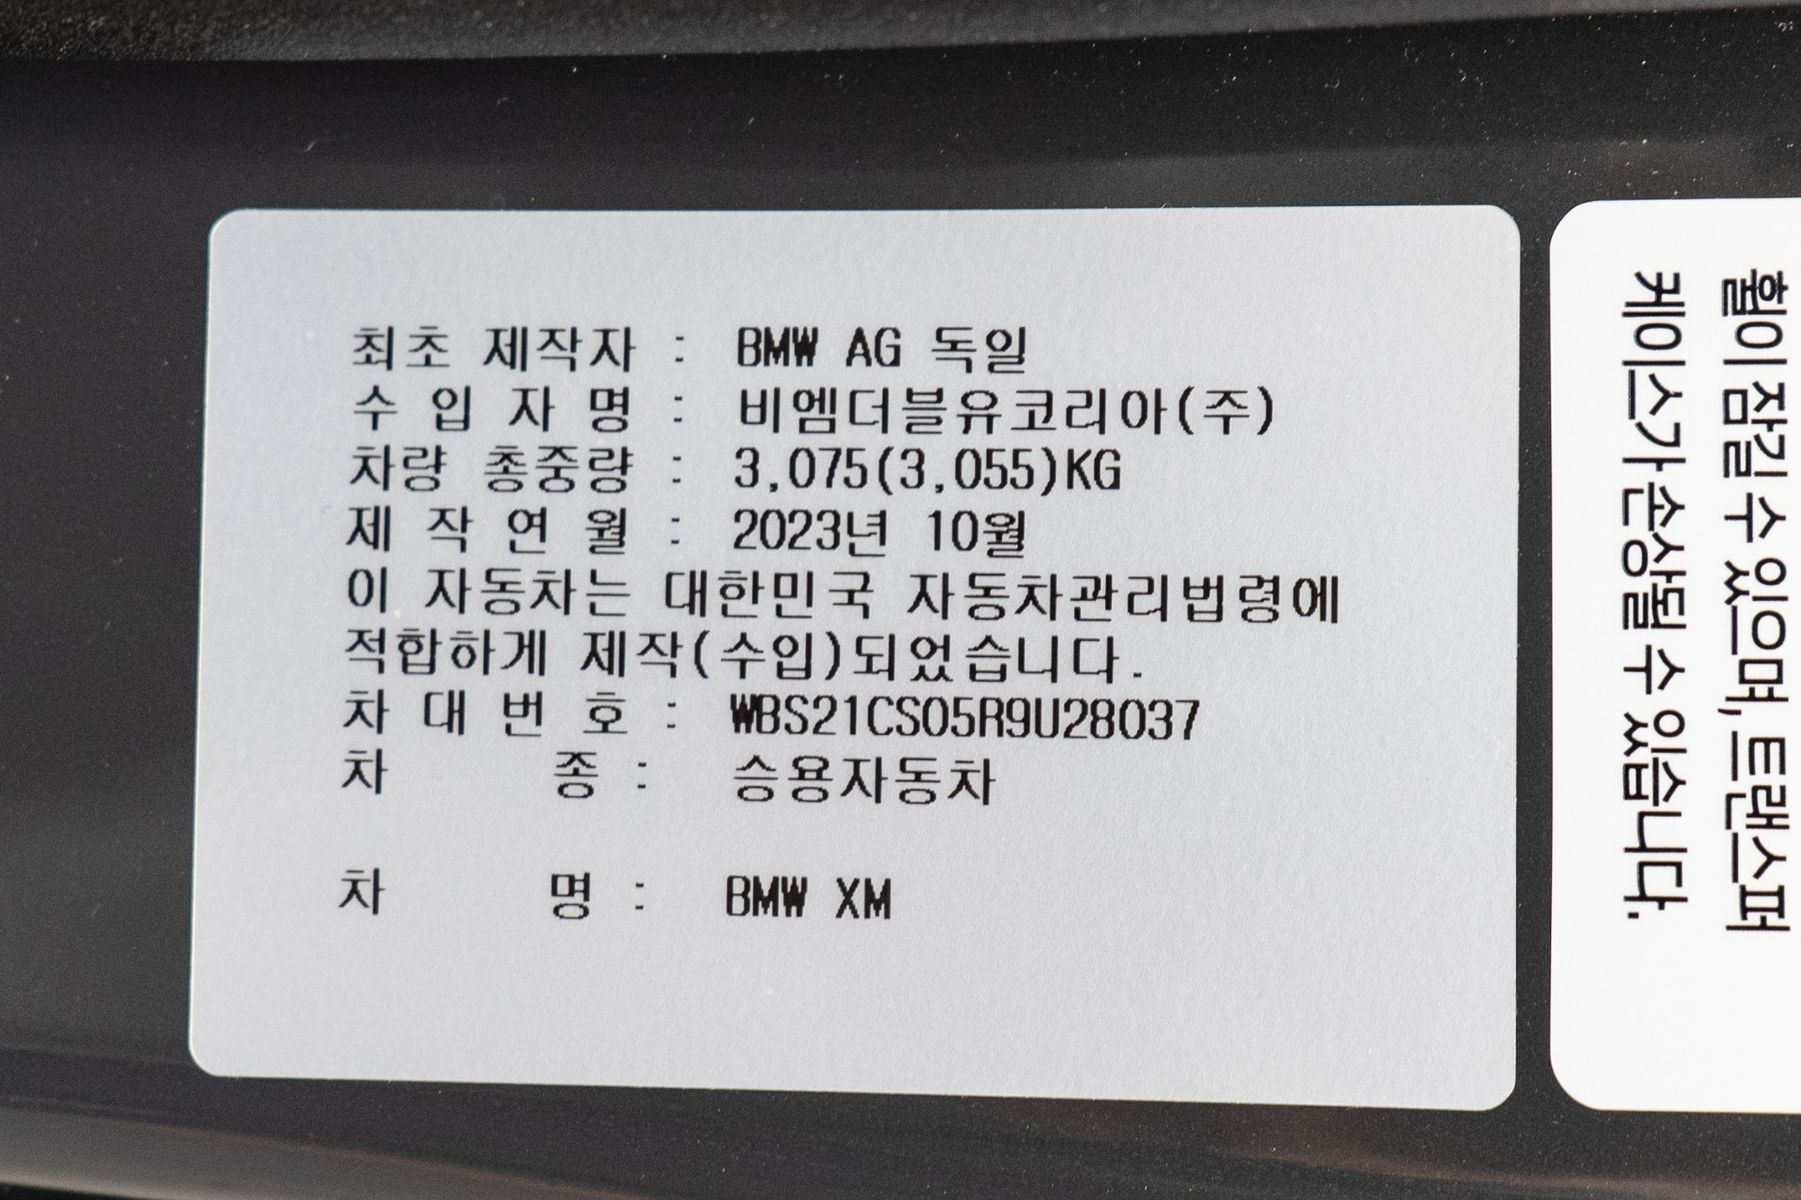 최초 제작자 : BMW AG 독일
수 입 자 명 : 비엠더블유코리아(주)
차량 총중량 : 3,075(3,055)KG
제 작 연 월 : 2023년 10월
이 자동차는 대한민국 자동차관리법령에
적합하게 제작(수입)되었습니다.
차 대 번 호 : WBS21CS05R9U28037
차 종 : 승용자동차
차 명 : BMW XM
휠이 잠길 수 있으며, 트랜스퍼
케이스가 손상될 수 있습니다.